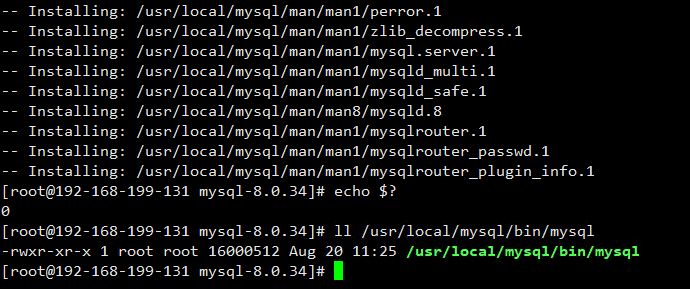 -- Installing: /usr/local/mysql/man/man1/perror.1
-- Installing: /usr/local/mysql/man/man1/zlib_decompress.1
-- Installing: /usr/local/mysql/man/man1/mysql.server.1
-- Installing: /usr/local/mysql/man/man1/mysqld_multi.1
-- Installing: /usr/local/mysql/man/man1/mysqld_safe.1
-- Installing: /usr/local/mysql/man/man8/mysqld.8
-- Installing: /usr/local/mysql/man/man1/mysqlrouter.1
-- Installing: /usr/local/mysql/man/man1/mysqlrouter_passwd.1
-- Installing: /usr/local/mysql/man/man1/mysqlrouter_plugin_info.1
[root@192-168-199-131 mysql-8.0.34]# echo $?
0
[root@192-168-199-131 mysql-8.0.34]# ll /usr/local/mysql/bin/mysql
-rwxr-xr-x 1 root root 16000512 Aug 20 11:25 /usr/local/mysql/bin/mysql
[root@192-168-199-131 mysql-8.0.34]#